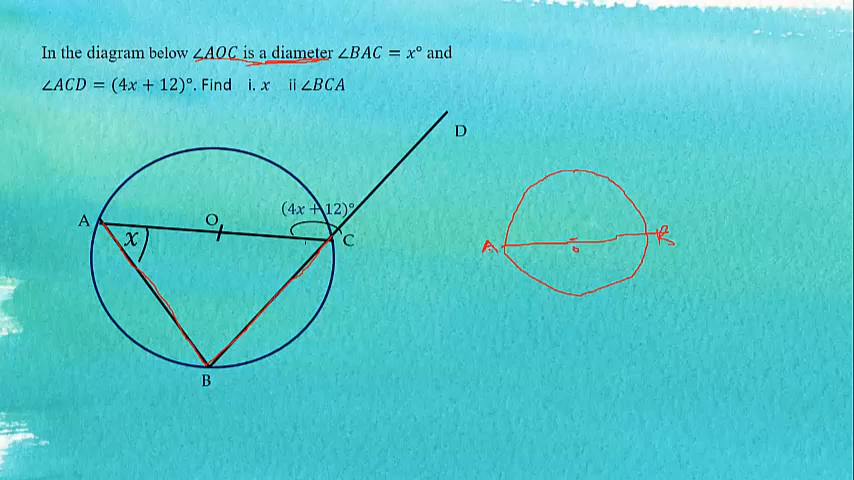 In the diagram below ∠AOC is a diameter ∠BAC = x° and
∠ACD = (4x + 12)°. Find i. x ii ∠BCA
D
(4x + 12)°
A
O
C
x
B
A
o